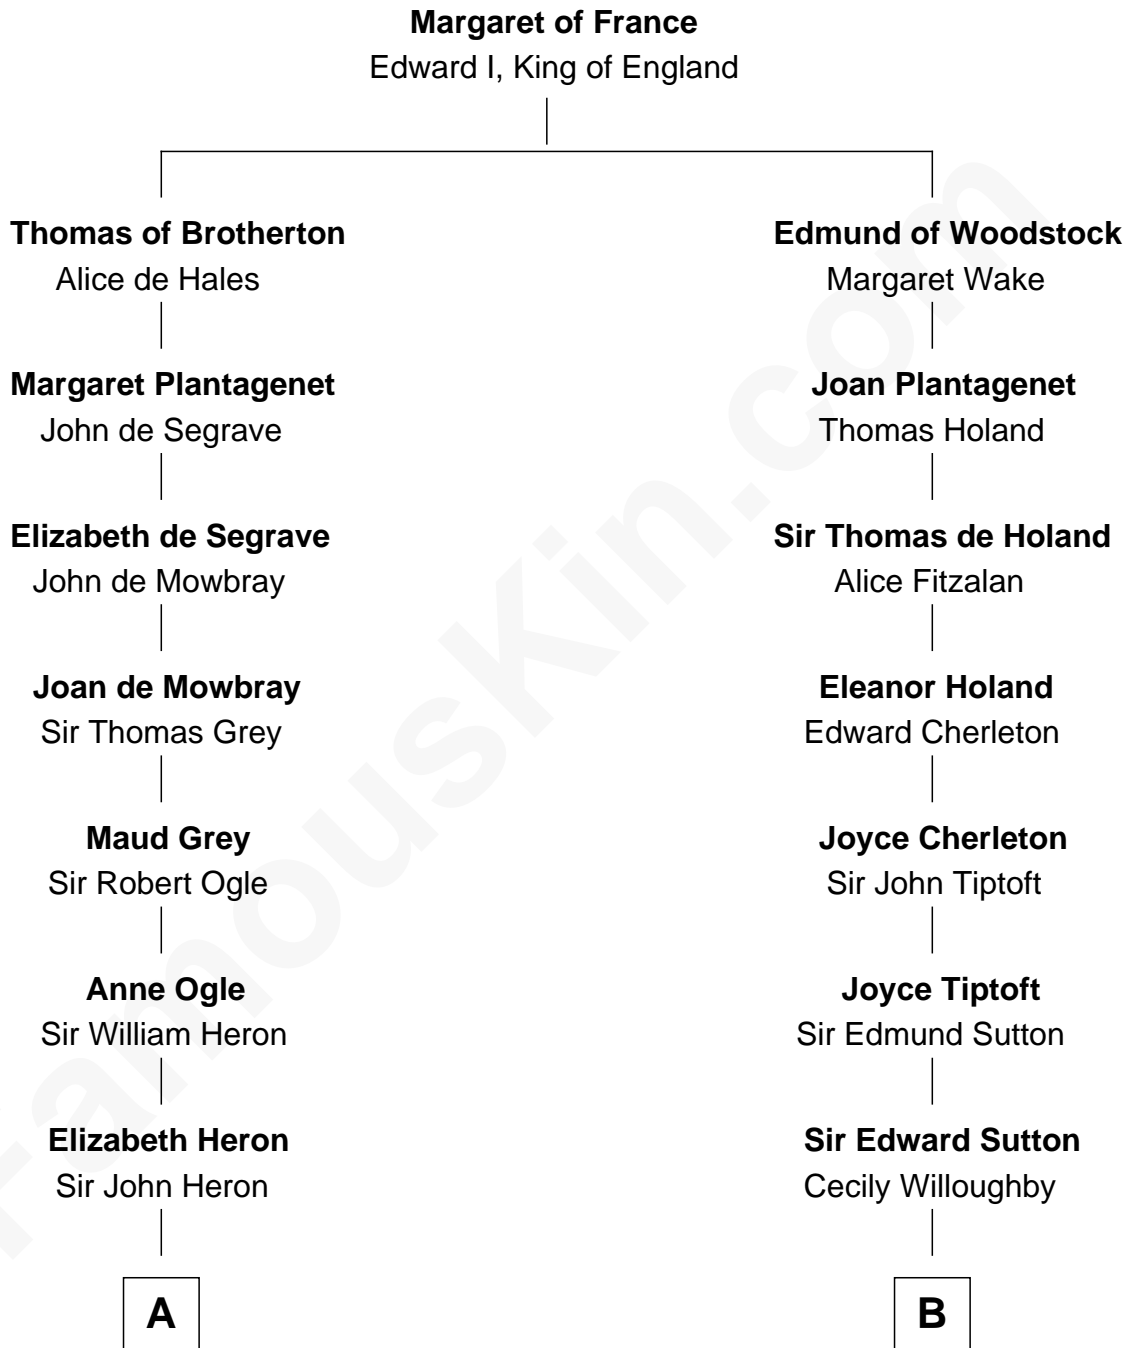 Margaret of France
Edward I, King of England
Thomas of Brotherton
Alice de Hales
Edmund of Woodstock
Margaret Wake
Margaret Plantagenet
John de Segrave
Joan Plantagenet
Thomas Holand
Elizabeth de Segrave
John de Mowbray
Sir Thomas de Holand
Alice Fitzalan
Joan de Mowbray
Sir Thomas Grey
Eleanor Holand
Edward Cherleton
Maud Grey
Sir Robert Ogle
Joyce Cherleton
Sir John Tiptoft
Anne Ogle
Sir William Heron
Joyce Tiptoft
Sir Edmund Sutton
Elizabeth Heron
Sir John Heron
Sir Edward Sutton
Cecily Willoughby
A
B
FamousKin.com